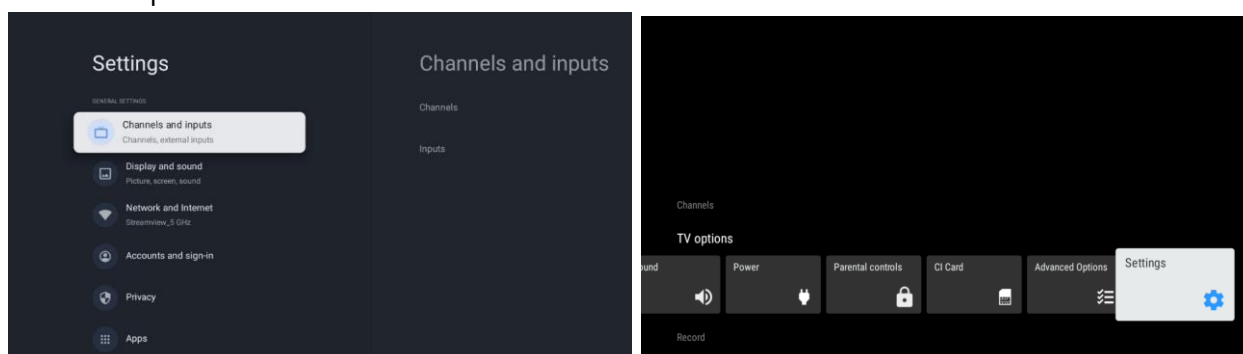 Settings
GENERAL SETTINGS
Channels and inputs
Channels, external inputs
Display and sound
Picture, screen, sound
Network and Internet
Streamview_5 GHz
Accounts and sign-in
Privacy
Apps
Channels and inputs
Channels
Inputs
Channels
TV options
ound
Power
Parental controls
CI Card
Advanced Options
Settings
Record